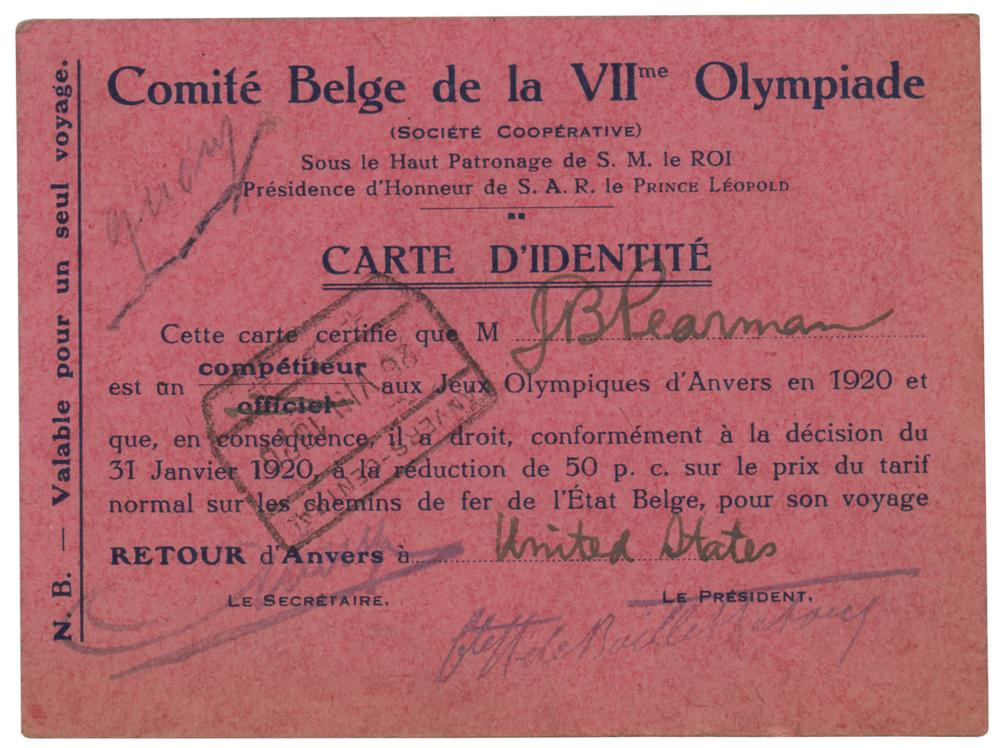 Comité Belge de la VIIme Olympiade
(SOCIÉTÉ COOPÉRATIVE)
Sous le Haut Patronage de S. M. le ROI
Présidence d'Honneur de S. A. R. le PRINCE LÉOPOLD
CARTE D'IDENTITÉ
Cette carte certifie que M JB Pearman
compétiteur
est un aux Jeux Olympiques d'Anvers en 1920 et
officiel
que, en conséquence, il a droit, conformément à la décision du
31 Janvier 1920, à la réduction de 50 p. c. sur le prix du tarif
normal sur les chemins de fer de l'État Belge, pour son voyage
RETOUR d'Anvers à United States
LE SECRÉTAIRE, LE PRÉSIDENT,
N. B. — Valable pour un seul voyage.